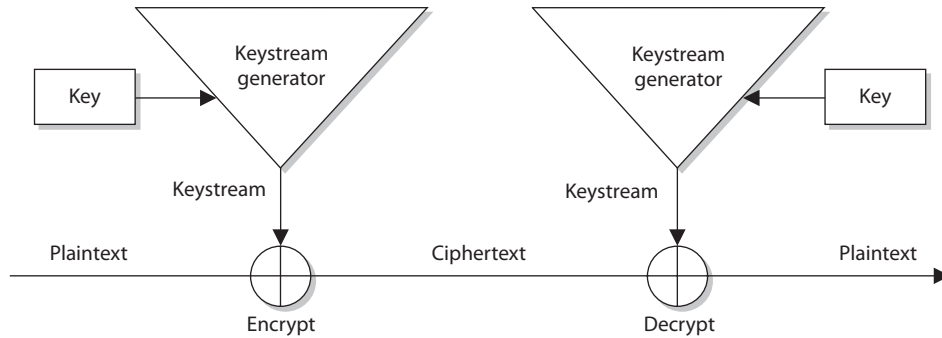 Keystream
generator
Keystream
generator
Key
Key
Keystream
Keystream
Plaintext
Ciphertext
Plaintext
Encrypt
Decrypt